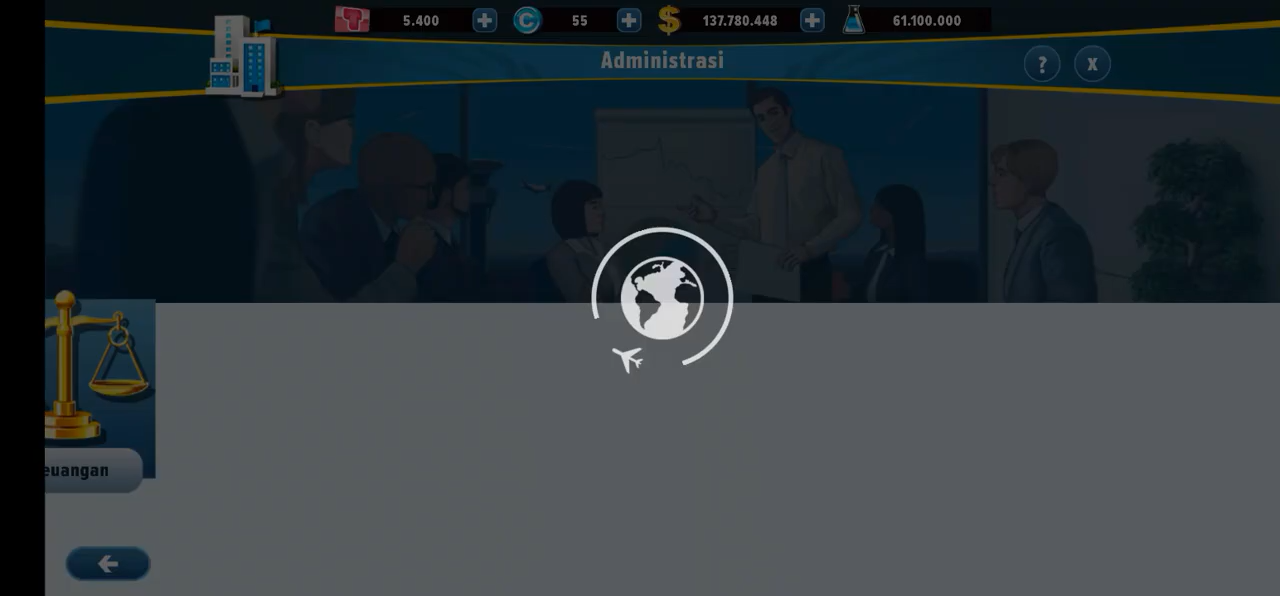 5.400
C
55
$
137.780.448
61.100.000
Administrasi
?
X
euangan